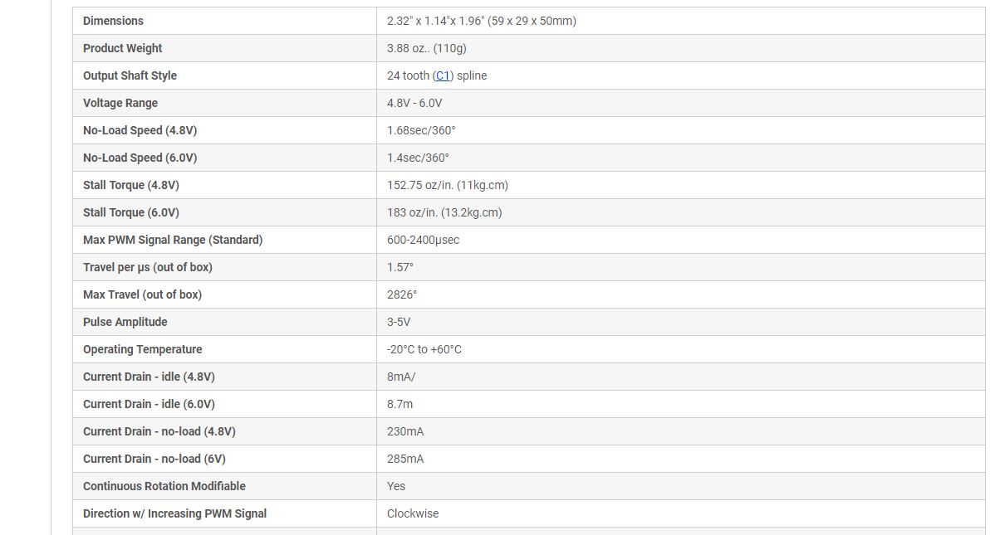 Dimensions 2.32" x 1.14"x 1.96" (59 x 29 x 50mm)
Product Weight 3.88 oz.. (110g)
Output Shaft Style 24 tooth (C1) spline
Voltage Range 4.8V - 6.0V
No-Load Speed (4.8V) 1.68sec/360°
No-Load Speed (6.0V) 1.4sec/360°
Stall Torque (4.8V) 152.75 oz/in. (11kg.cm)
Stall Torque (6.0V) 183 oz/in. (13.2kg.cm)
Max PWM Signal Range (Standard) 600-2400μsec
Travel per μs (out of box) 1.57°
Max Travel (out of box) 2826°
Pulse Amplitude 3-5V
Operating Temperature -20°C to +60°C
Current Drain - idle (4.8V) 8mA/
Current Drain - idle (6.0V) 8.7m
Current Drain - no-load (4.8V) 230mA
Current Drain - no-load (6V) 285mA
Continuous Rotation Modifiable Yes
Direction w/ Increasing PWM Signal Clockwise